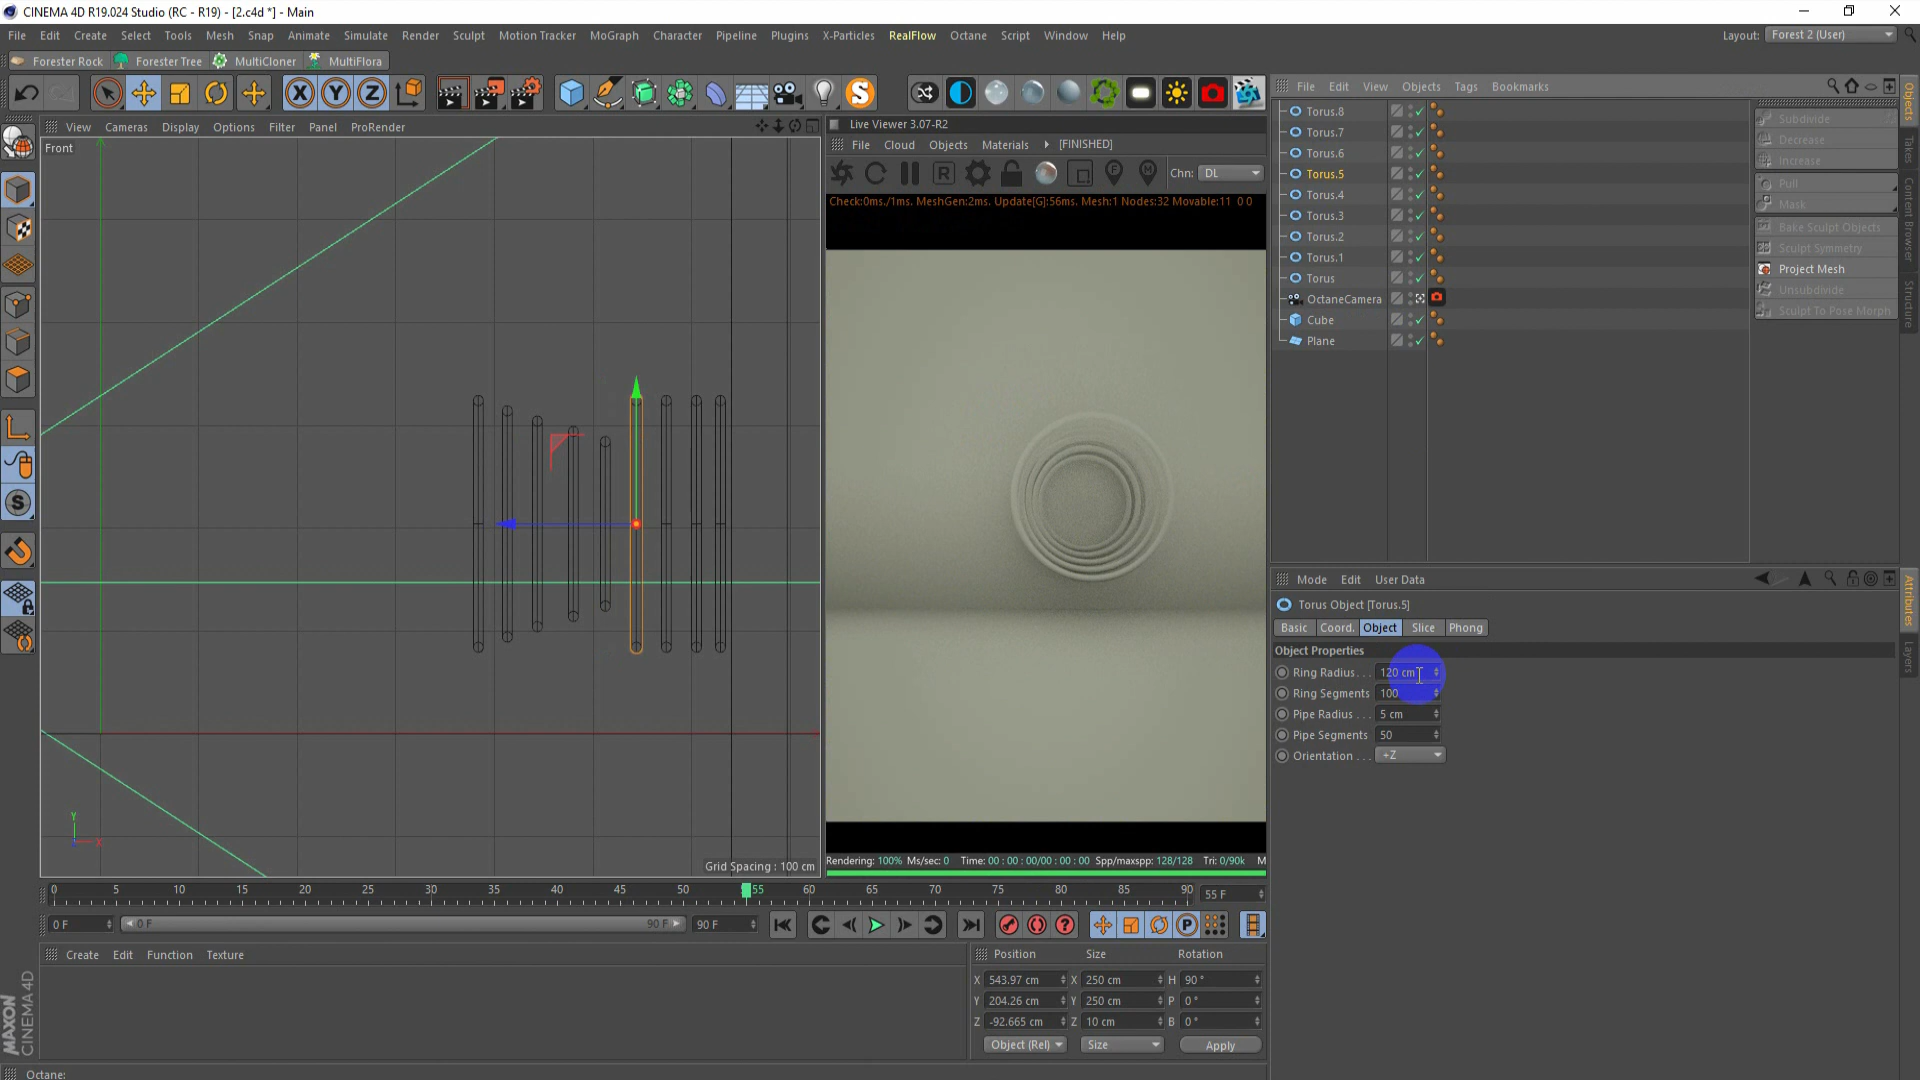 CINEMA 4D R19.024 Studio (RC - R19) - [2.c4d *] - Main
File Edit Create Select Tools Mesh Snap Animate Simulate Render Sculpt Motion Tracker MoGraph Character Pipeline Plugins X-Particles RealFlow Octane Script Window Help
Layout: Forest 2 (User)
Forester Rock Forester Tree MultiCloner MultiFlora
X Y Z
File Edit View Objects Tags Bookmarks
View Cameras Display Options Filter Panel ProRender
Live Viewer 3.07-R2
Front
File Cloud Objects Materials [FINISHED]
Chn: DL
Check:0ms./1ms. MeshGen:2ms. Update[G]:56ms. Mesh:1 Nodes:32 Movable:11 0 0
Torus.8
Torus.7
Torus.6
Torus.5
Torus.4
Torus.3
Torus.2
Torus.1
Torus
OctaneCamera
Cube
Plane
Subdivide
Decrease
Increase
Pull
Mask
Bake Sculpt Objects
Sculpt Symmetry
Project Mesh
Unsubdivide
Sculpt To Pose Morph
Objects
Takes
Content Browser
Structure
Mode Edit User Data
Torus Object [Torus.5]
Basic Coord. Object Slice Phong
Object Properties
Ring Radius . . . 120 cm
Ring Segments 100
Pipe Radius . . . 5 cm
Pipe Segments 50
Orientation . . . +Z
Attributes
Layers
Y
X
Grid Spacing : 100 cm
Rendering: 100% Ms/sec: 0 Time: 00 : 00 : 00/00 : 00 : 00 Spp/maxspp: 128/128 Tri: 0/90k M
0 5 10 15 20 25 30 35 40 45 50 55 60 65 70 75 80 85 90 55 F
0 F 0 F 90 F 90 F
Create Edit Function Texture
Position Size Rotation
X 543.97 cm X 250 cm H 90 °
Y 204.26 cm Y 250 cm P 0 °
Z -92.665 cm Z 10 cm B 0 °
Object (Rel) Size Apply
MAXON
CINEMA 4D
Octane: